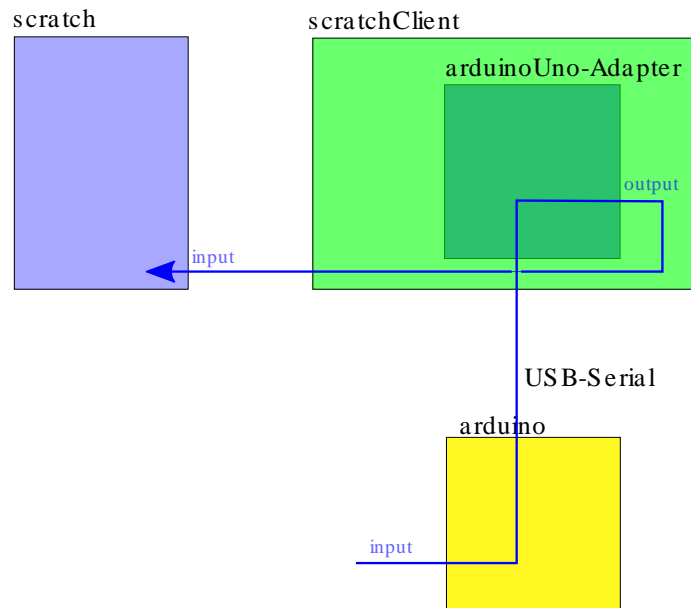 scratch
scratchClient
arduinoUno-Adapter
output
input
USB-Serial
arduino
input